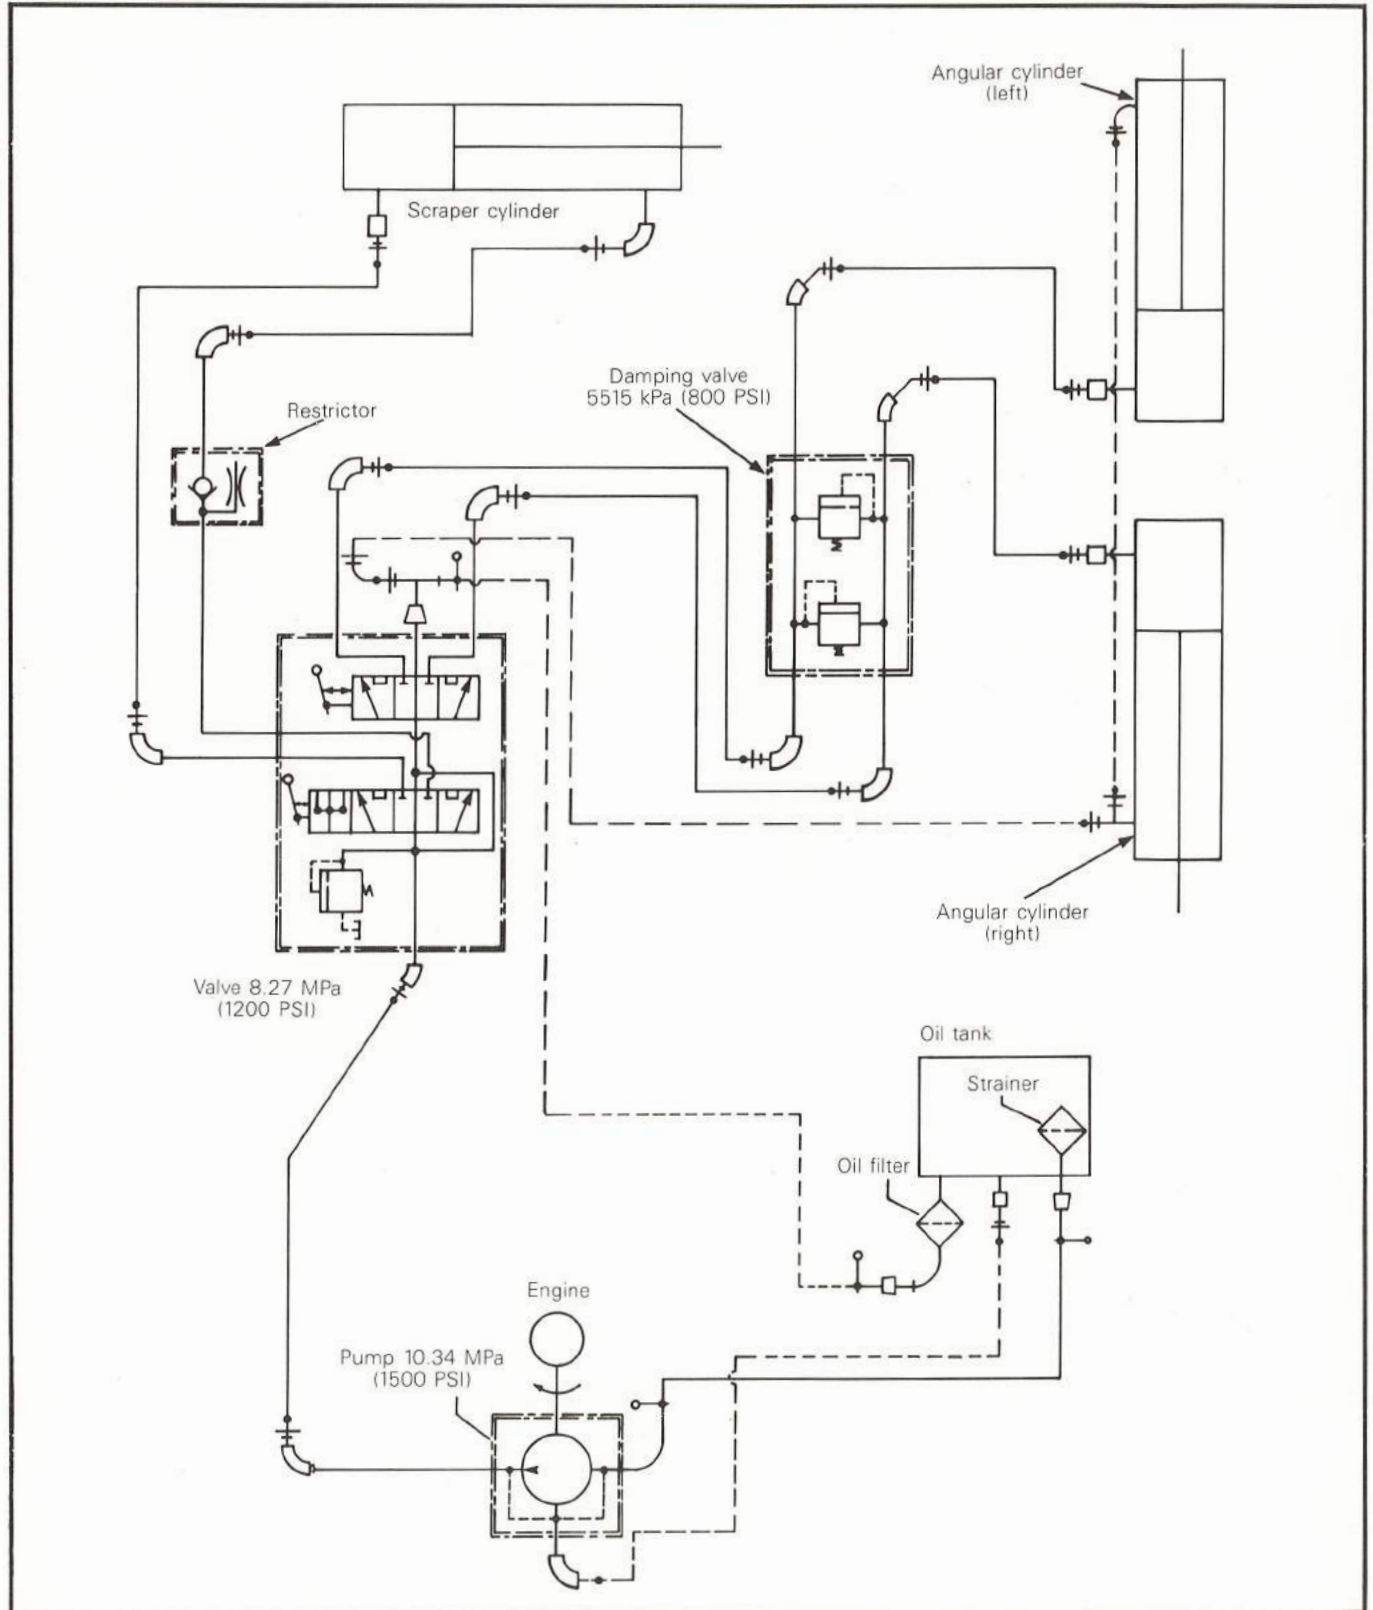 Angular cylinder
(left)
Scraper cylinder
Damping valve
5515 kPa (800 PSI)
Restrictor
Angular cylinder
(right)
Valve 8.27 MPa
(1200 PSI)
Oil tank
Strainer
Oil filter
Engine
Pump 10.34 MPa
(1500 PSI)